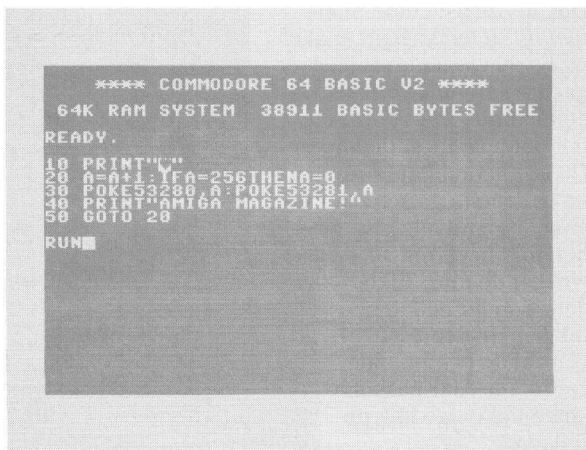 **** COMMODORE 64 BASIC V2 ****
64K RAM SYSTEM 38911 BASIC BYTES FREE
READY.
10 PRINT"♥"
20 A=A+1:IFA=256THENA=0
30 POKE53280,A:POKE53281,A
40 PRINT"AMIGA MAGAZINE!"
50 GOTO 20
RUN